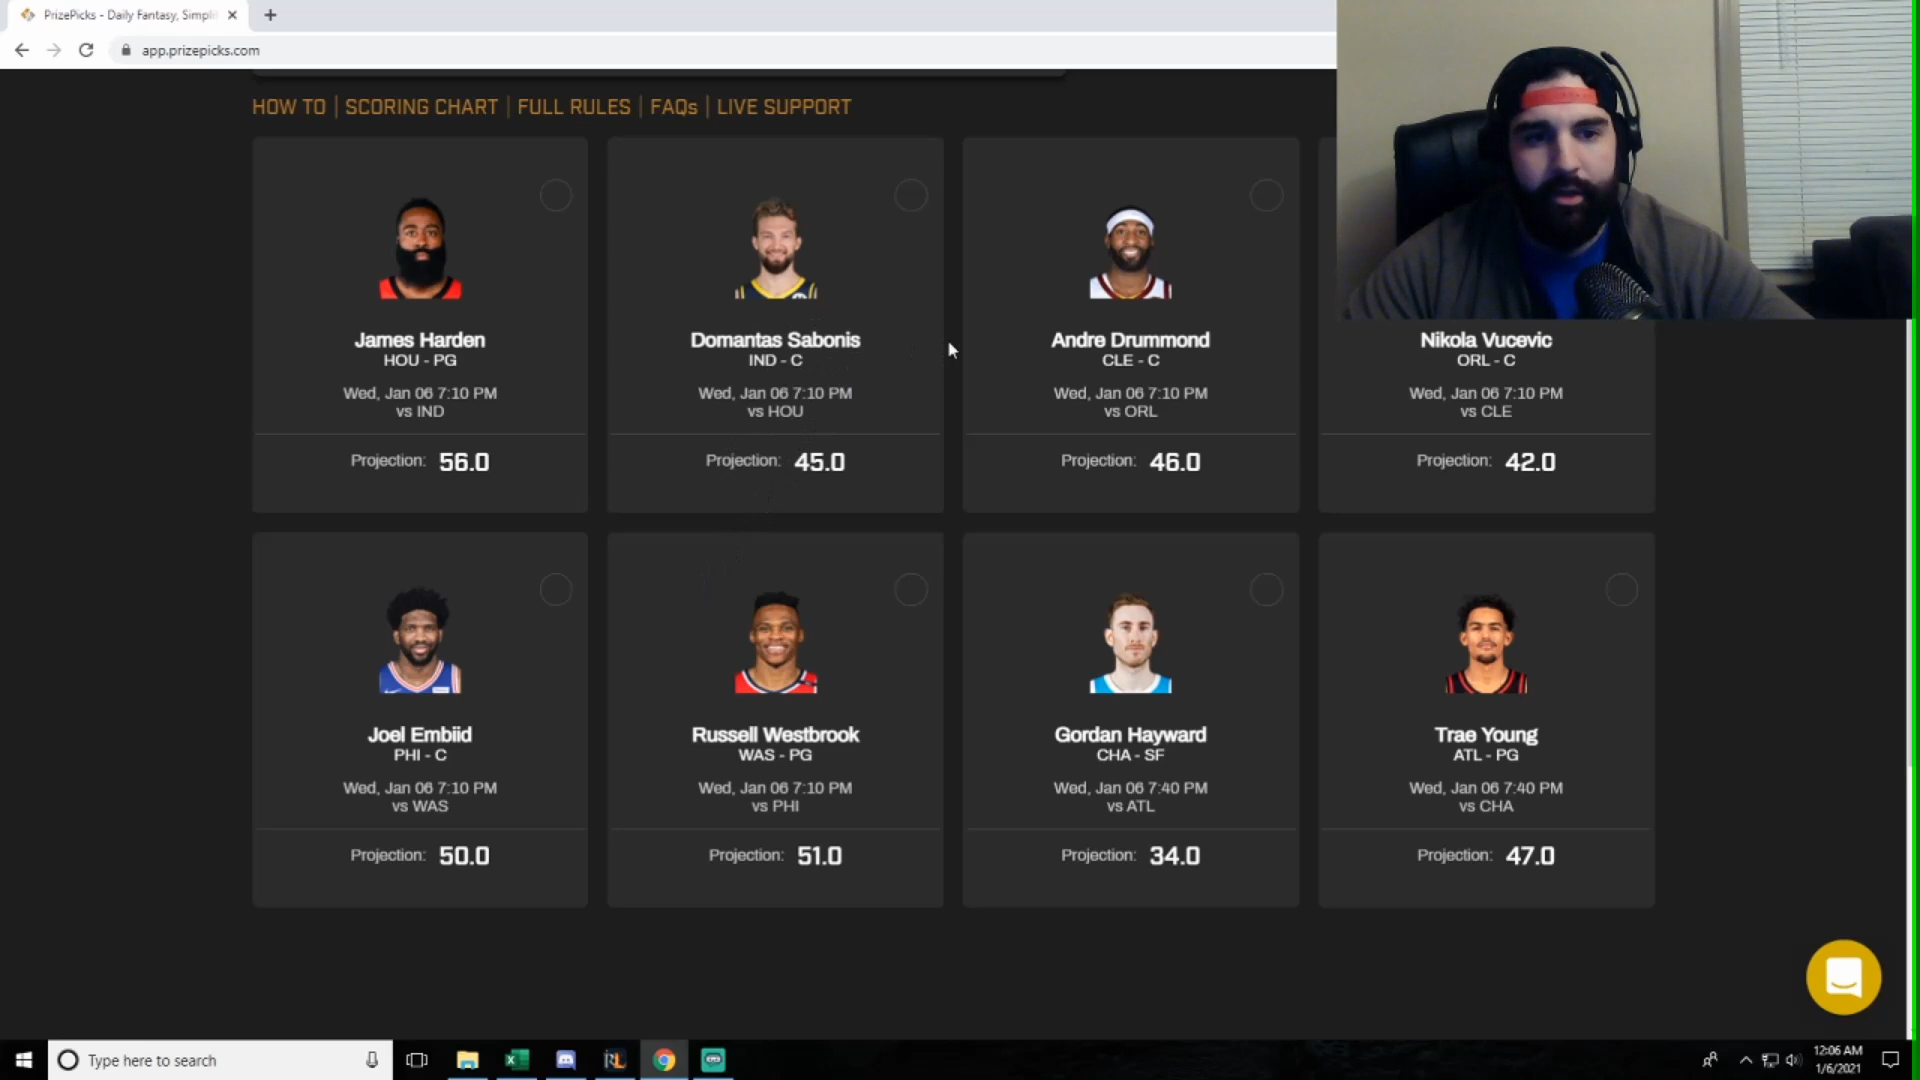 PrizePicks - Daily Fantasy, Simpli
app.prizepicks.com
HOW TO | SCORING CHART | FULL RULES | FAQs | LIVE SUPPORT
James Harden
HOU - PG
Wed, Jan 06 7:10 PM
vs IND
Projection: 56.0
Domantas Sabonis
IND - C
Wed, Jan 06 7:10 PM
vs HOU
Projection: 45.0
Andre Drummond
CLE - C
Wed, Jan 06 7:10 PM
vs ORL
Projection: 46.0
Nikola Vucevic
ORL - C
Wed, Jan 06 7:10 PM
vs CLE
Projection: 42.0
Joel Embiid
PHI - C
Wed, Jan 06 7:10 PM
vs WAS
Projection: 50.0
Russell Westbrook
WAS - PG
Wed, Jan 06 7:10 PM
vs PHI
Projection: 51.0
Gordan Hayward
CHA - SF
Wed, Jan 06 7:40 PM
vs ATL
Projection: 34.0
Trae Young
ATL - PG
Wed, Jan 06 7:40 PM
vs CHA
Projection: 47.0
Type here to search
RL
12:06 AM
1/6/2021